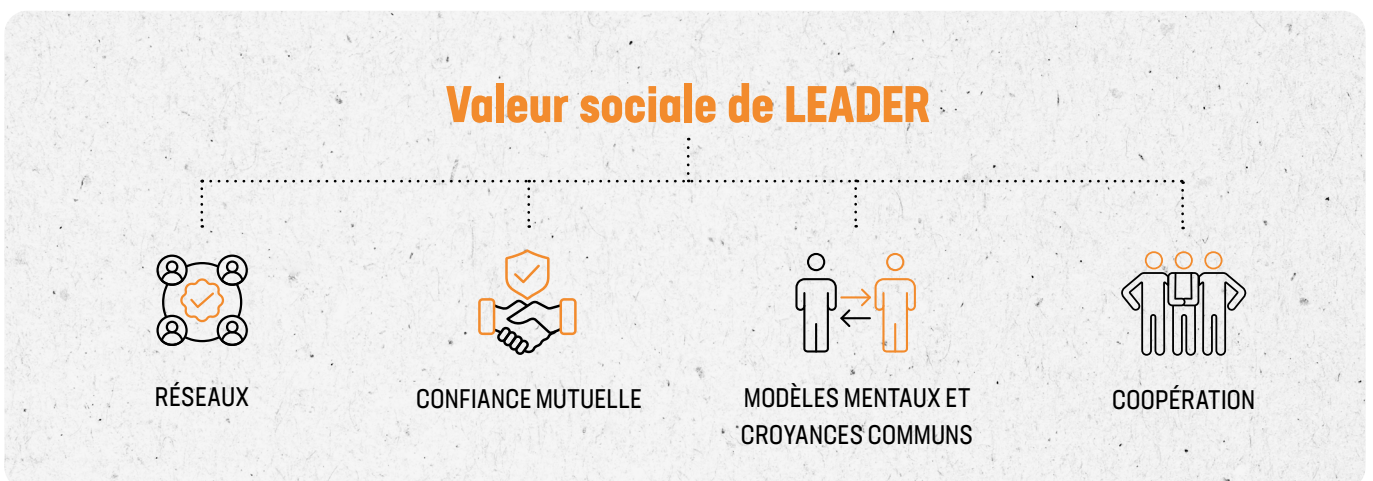 Valeur sociale de LEADER
RÉSEAUX
CONFIANCE MUTUELLE
MODÈLES MENTAUX ET
CROYANCES COMMUNS
COOPÉRATION